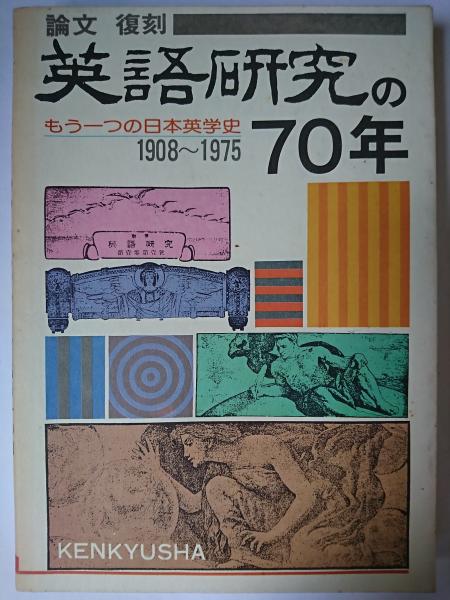 論文 復刻
英語研究の
70年
もう一つの日本英学史
1908～1975
英語研究
KENKYUSHA